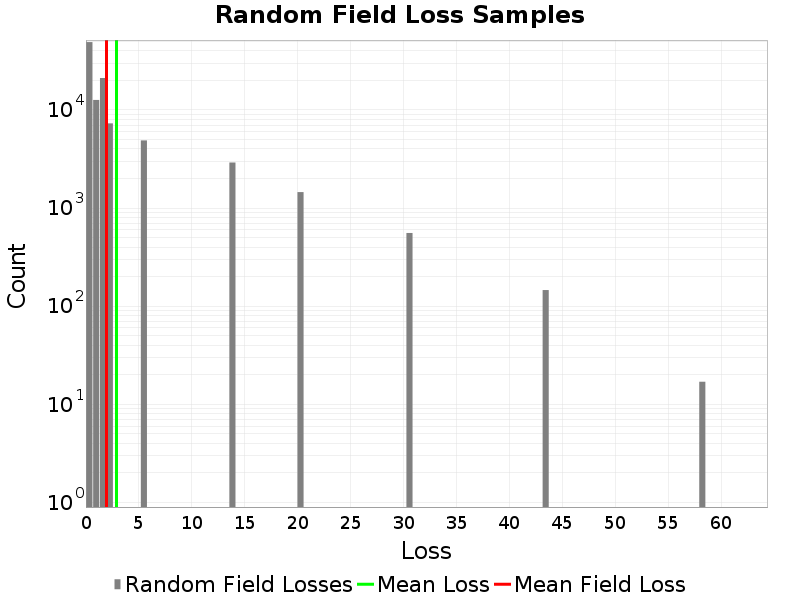 Random Field Loss Samples
Count
10^4
10^3
10^2
10^1
10^0
0 5 10 15 20 25 30 35 40 45 50 55 60
Loss
Random Field Losses Mean Loss Mean Field Loss